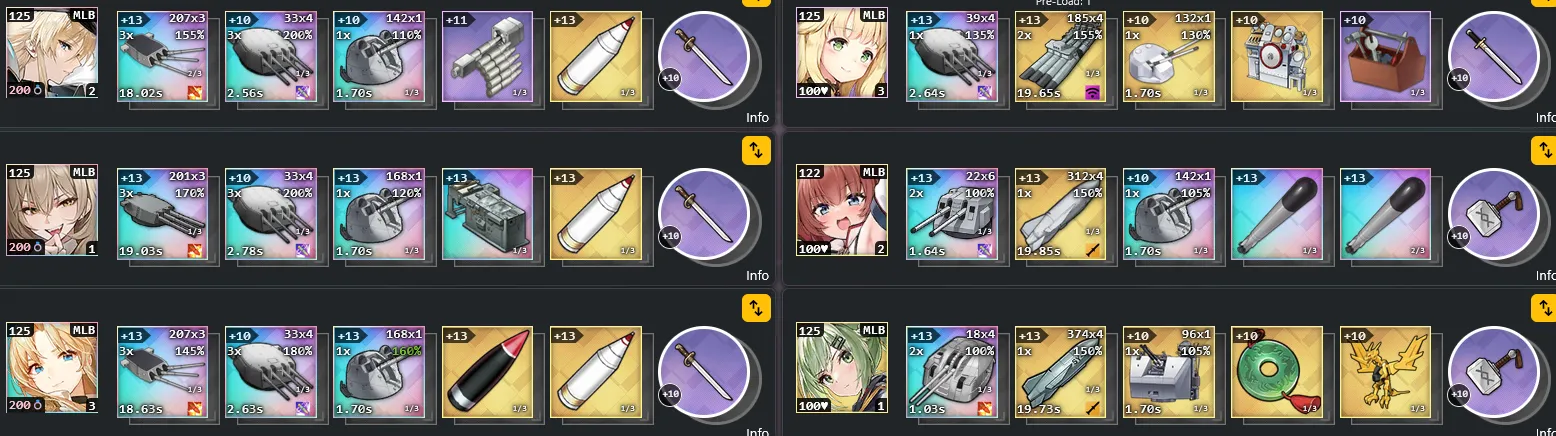 Pre-Load: 1
125 MLB +13 207x3 +10 33x4 +10 142x1 +11 +13
3x 155% 3x 200% 1x 110%
2/3 1/3 1/3 1/3 1/3 +10
200 2 18.02s 2.56s 1.70s
Info
125 MLB +13 39x4 +13 185x4 +10 132x1 +10 +10
1x 135% 2x 155% 1x 130%
1/3 1/3 1/3 1/3 1/3 +10
100♥ 3 2.64s 19.65s 1.70s
Info
125 MLB +13 201x3 +10 33x4 +13 168x1 +13 +13
3x 170% 3x 200% 1x 120%
1/3 1/3 1/3 1/3 1/3 +10
200 1 19.03s 2.78s 1.70s
Info
122 MLB +13 22x6 +13 312x4 +10 142x1 +13 +13
2x 100% 1x 150% 1x 105%
1/3 1/3 1/3 1/3 2/3 +10
100♥ 2 1.64s 19.85s 1.70s
Info
125 MLB +13 207x3 +10 33x4 +13 168x1 +10 +13
3x 145% 3x 180% 1x 160%
1/3 1/3 1/3 1/3 1/3 +10
200 3 18.63s 2.63s 1.70s
Info
125 MLB +13 18x4 +13 374x4 +10 96x1 +10 +10
2x 100% 1x 150% 1x 105%
1/3 1/3 1/3 1/3 1/3 +10
100♥ 1 1.03s 19.73s 1.70s
Info